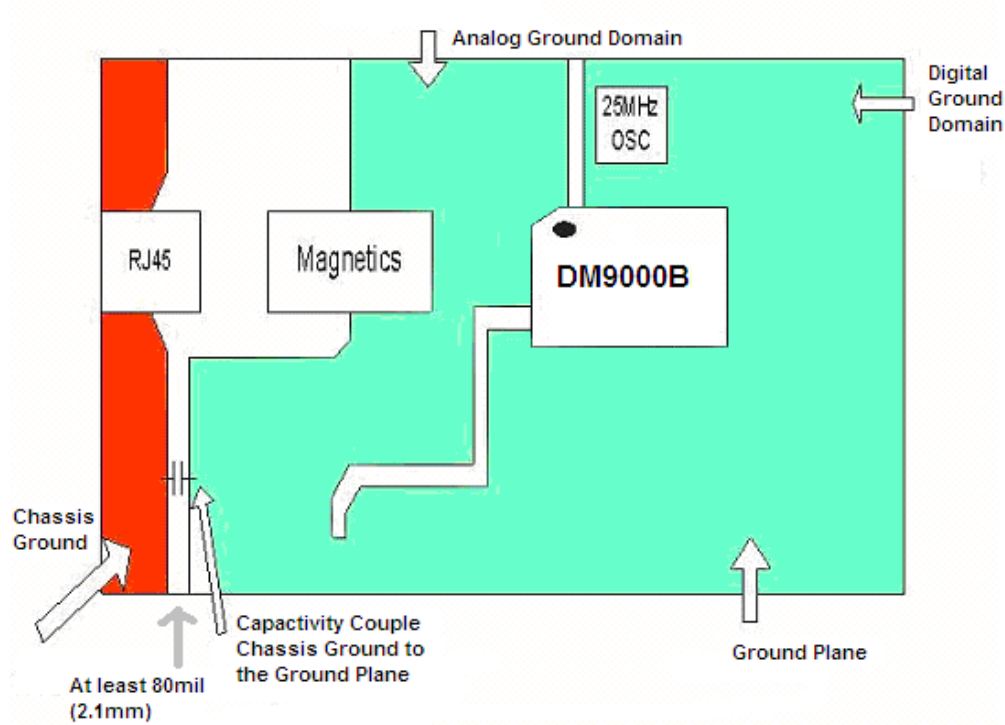 Analog Ground Domain
Digital
Ground
Domain
25MHz
OSC
RJ45
Magnetics
DM9000B
Chassis
Ground
Capactivity Couple
Chassis Ground to
the Ground Plane
Ground Plane
At least 80mil
(2.1mm)